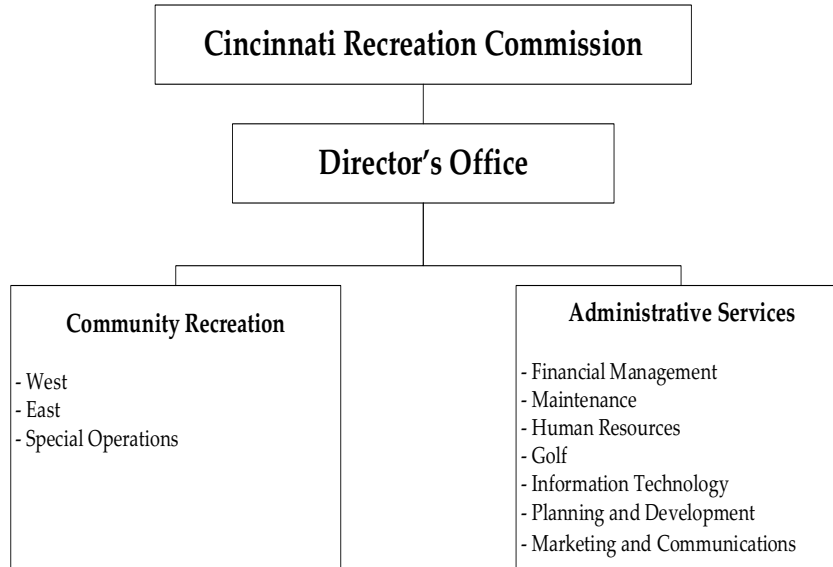 Cincinnati Recreation Commission
Director's Office
Community Recreation
- West
- East
- Special Operations
Administrative Services
- Financial Management
- Maintenance
- Human Resources
- Golf
- Information Technology
- Planning and Development
- Marketing and Communications